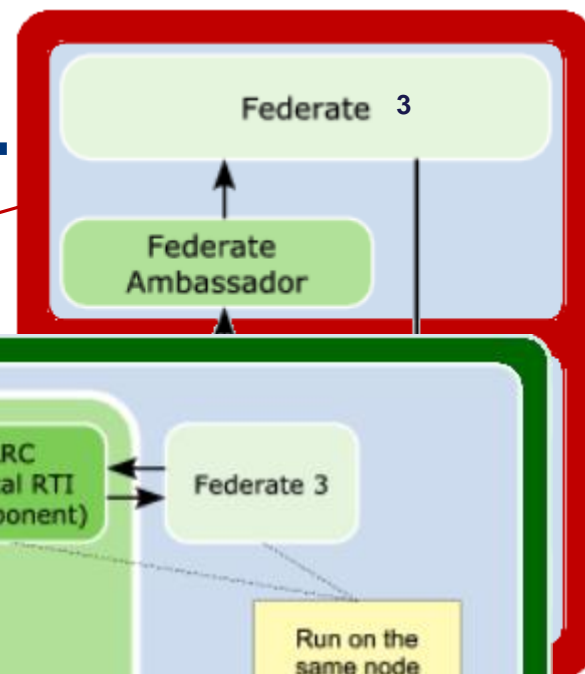 Federate 3
Federate
Ambassador
Federate 3
Run on the
same node